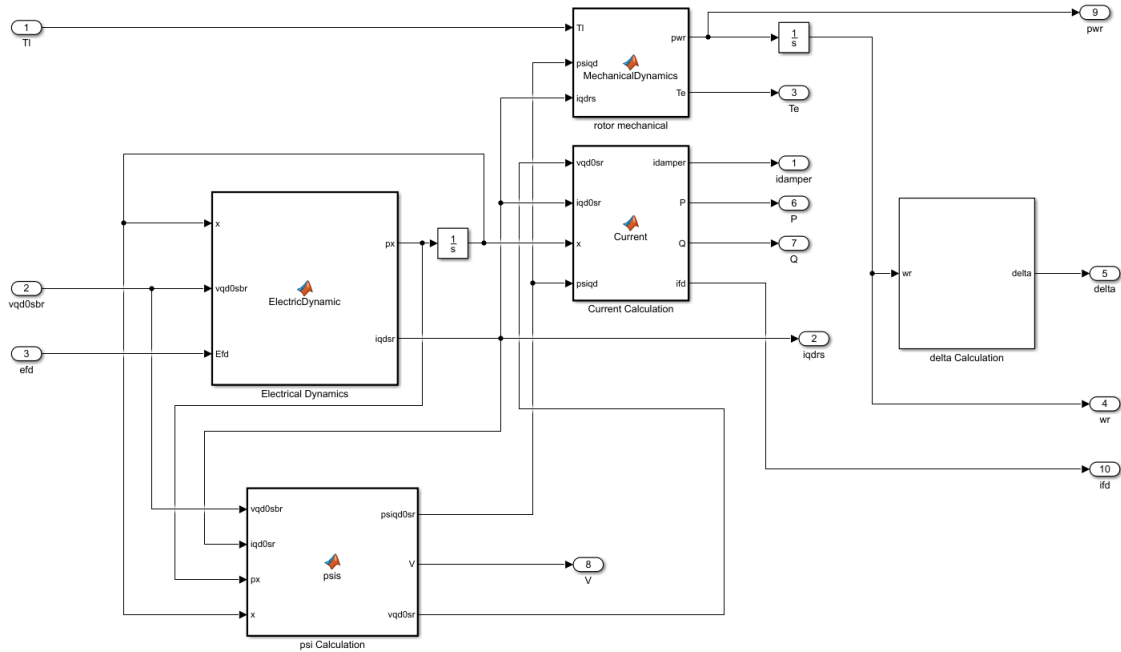 1
Tl
Tl
psiqd
iqdrs
MechanicalDynamics
pwr
Te
rotor mechanical
1
s
9
pwr
3
Te
vqd0sr
iqd0sr
x
psiqd
Current
idamper
P
Q
ifd
Current Calculation
1
idamper
6
P
7
Q
x
vqd0sbr
Efd
ElectricDynamic
px
iqdsr
Electrical Dynamics
1
s
2
vqd0sbr
3
efd
2
iqdrs
wr
delta
delta Calculation
5
delta
4
wr
10
ifd
vqd0sbr
iqd0sr
px
x
psis
psiqd0sr
V
vqd0sr
psi Calculation
8
V